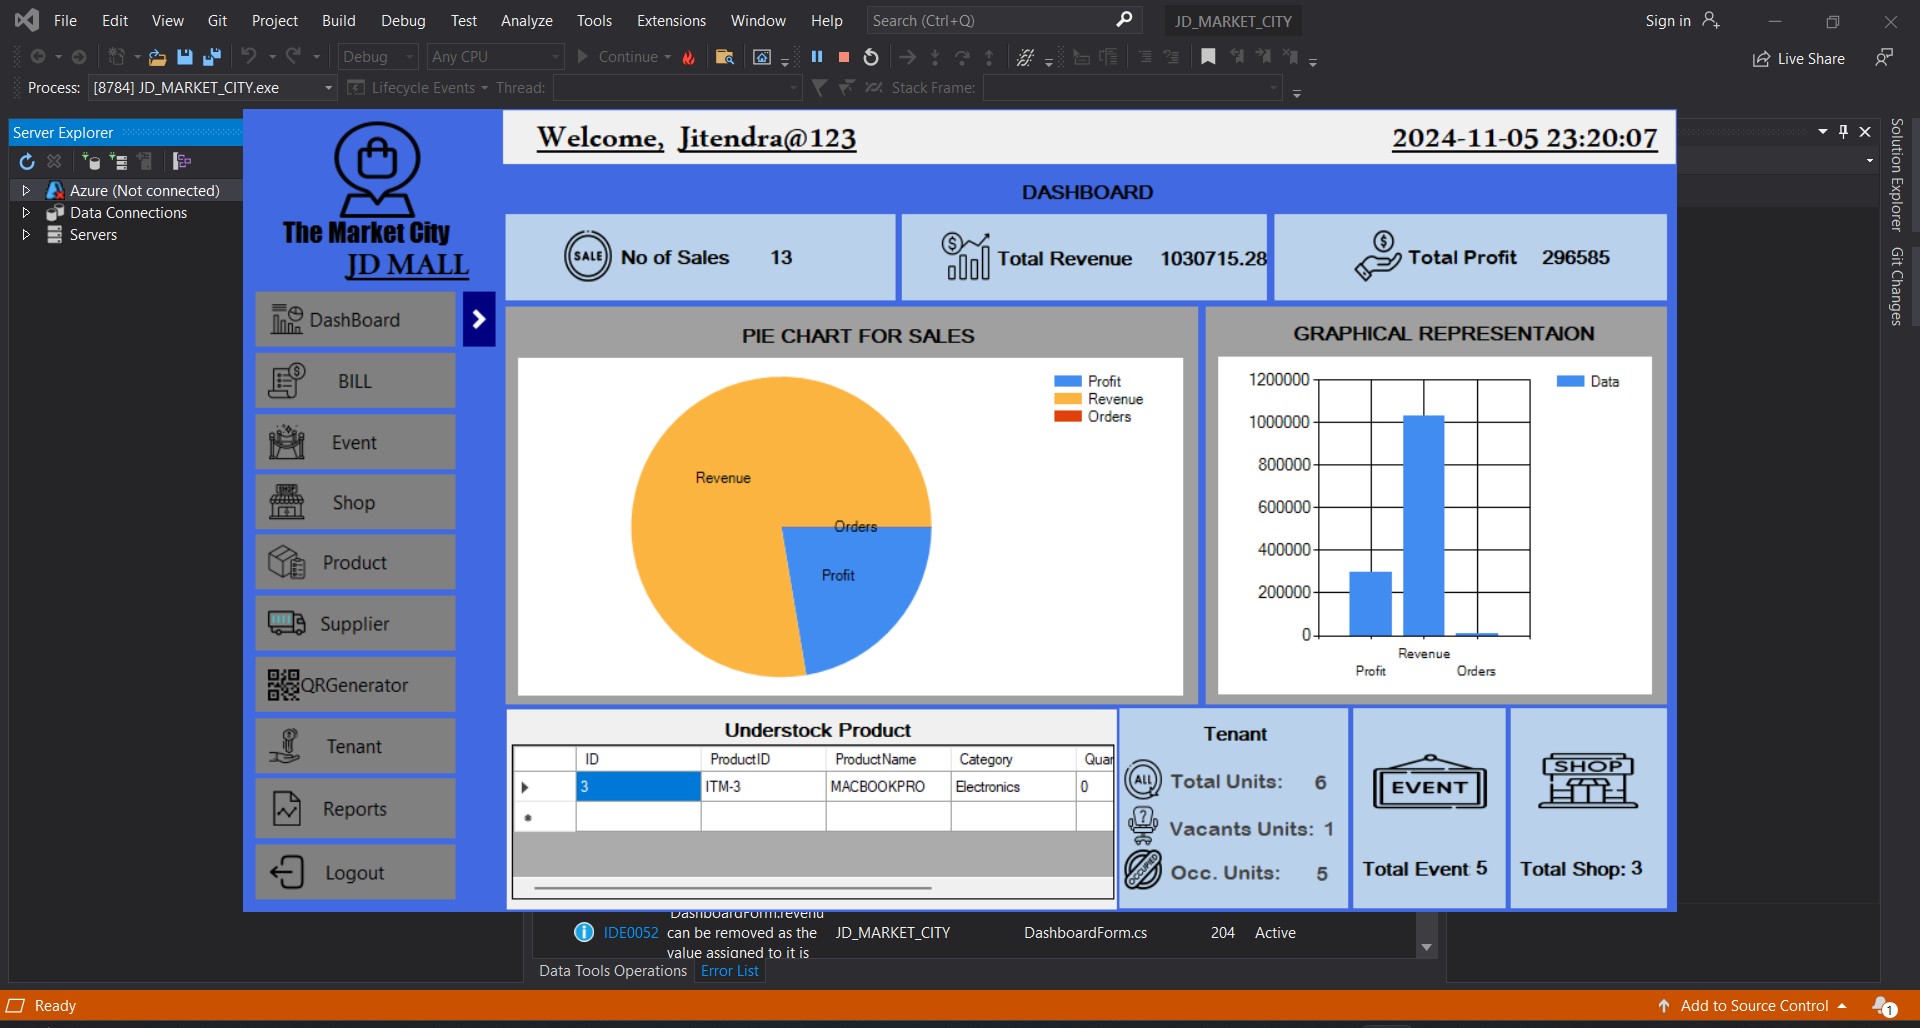 File Edit View Git Project Build Debug Test Analyze Tools Extensions Window Help Search (Ctrl+Q) JD_MARKET_CITY Sign in
Debug Any CPU Continue Live Share
Process: [8784] JD_MARKET_CITY.exe Lifecycle Events Thread: Stack Frame:
Server Explorer
Azure (Not connected)
Data Connections
Servers
Solution Explorer
Git Changes
The Market City
JD MALL
Welcome, Jitendra@123 2024-11-05 23:20:07
DashBoard
BILL
Event
Shop
Product
Supplier
QRGenerator
Tenant
Reports
Logout
DASHBOARD
SALE No of Sales 13
Total Revenue 1030715.28
Total Profit 296585
PIE CHART FOR SALES
Profit
Revenue
Orders
Revenue
Orders
Profit
GRAPHICAL REPRESENTAION
1200000
1000000
800000
600000
400000
200000
0
Data
Revenue
Profit Orders
Understock Product
ID ProductID ProductName Category Quar
3 ITM-3 MACBOOKPRO Electronics 0
Tenant
ALL Total Units: 6
Vacants Units: 1
OCCUPIED Occ. Units: 5
EVENT
Total Event 5
SHOP
Total Shop: 3
DashboardForm.revenu
IDE0052 can be removed as the JD_MARKET_CITY DashboardForm.cs 204 Active
value assigned to it is
Data Tools Operations Error List
Ready Add to Source Control 1